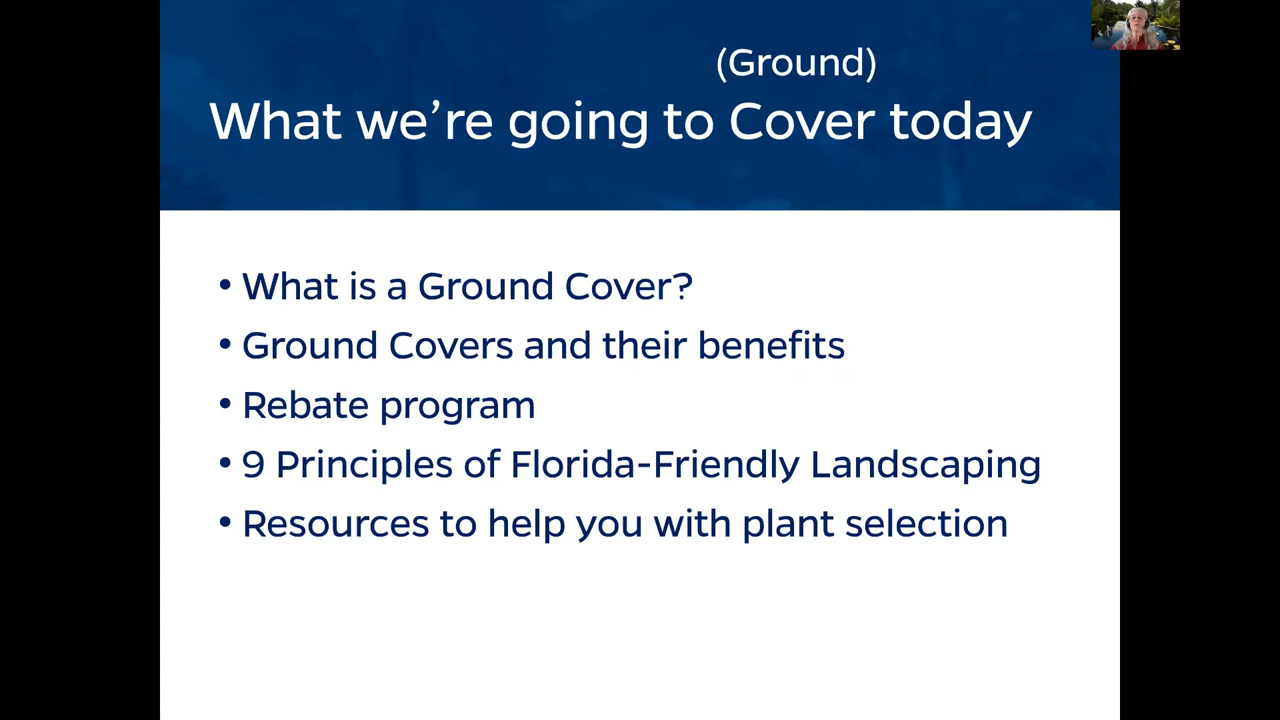 (Ground)
What we're going to Cover today
• What is a Ground Cover?
• Ground Covers and their benefits
• Rebate program
• 9 Principles of Florida-Friendly Landscaping
• Resources to help you with plant selection